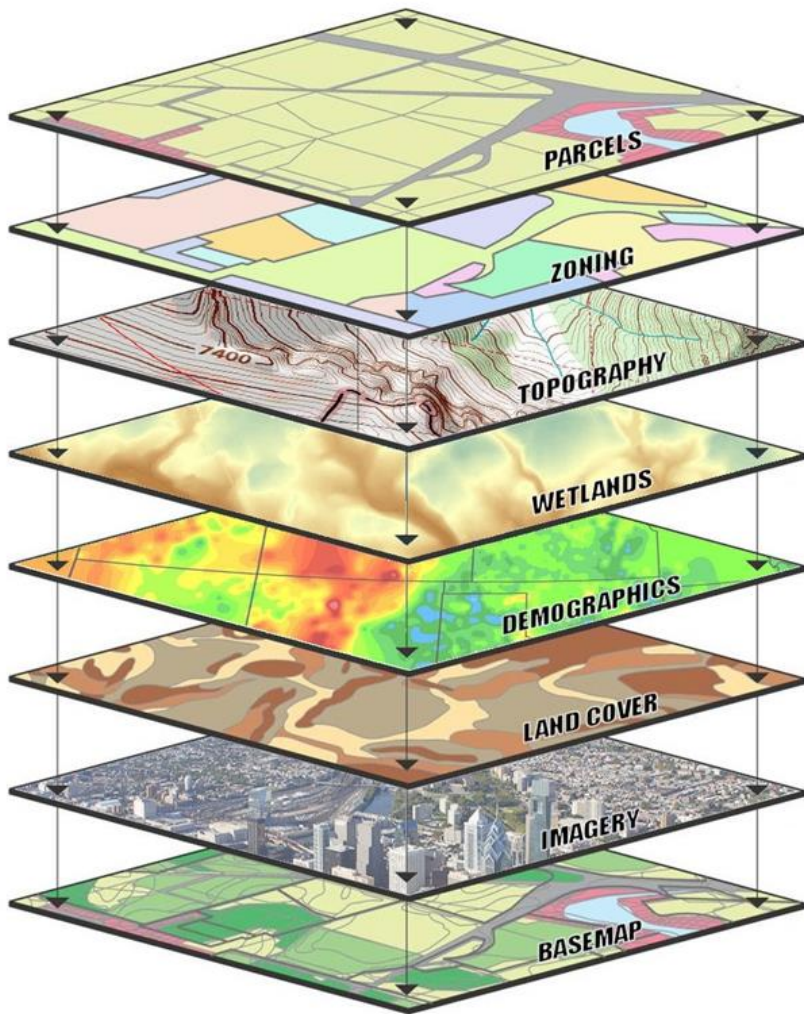 PARCELS
ZONING
7400
TOPOGRAPHY
WETLANDS
DEMOGRAPHICS
LAND COVER
IMAGERY
BASEMAP